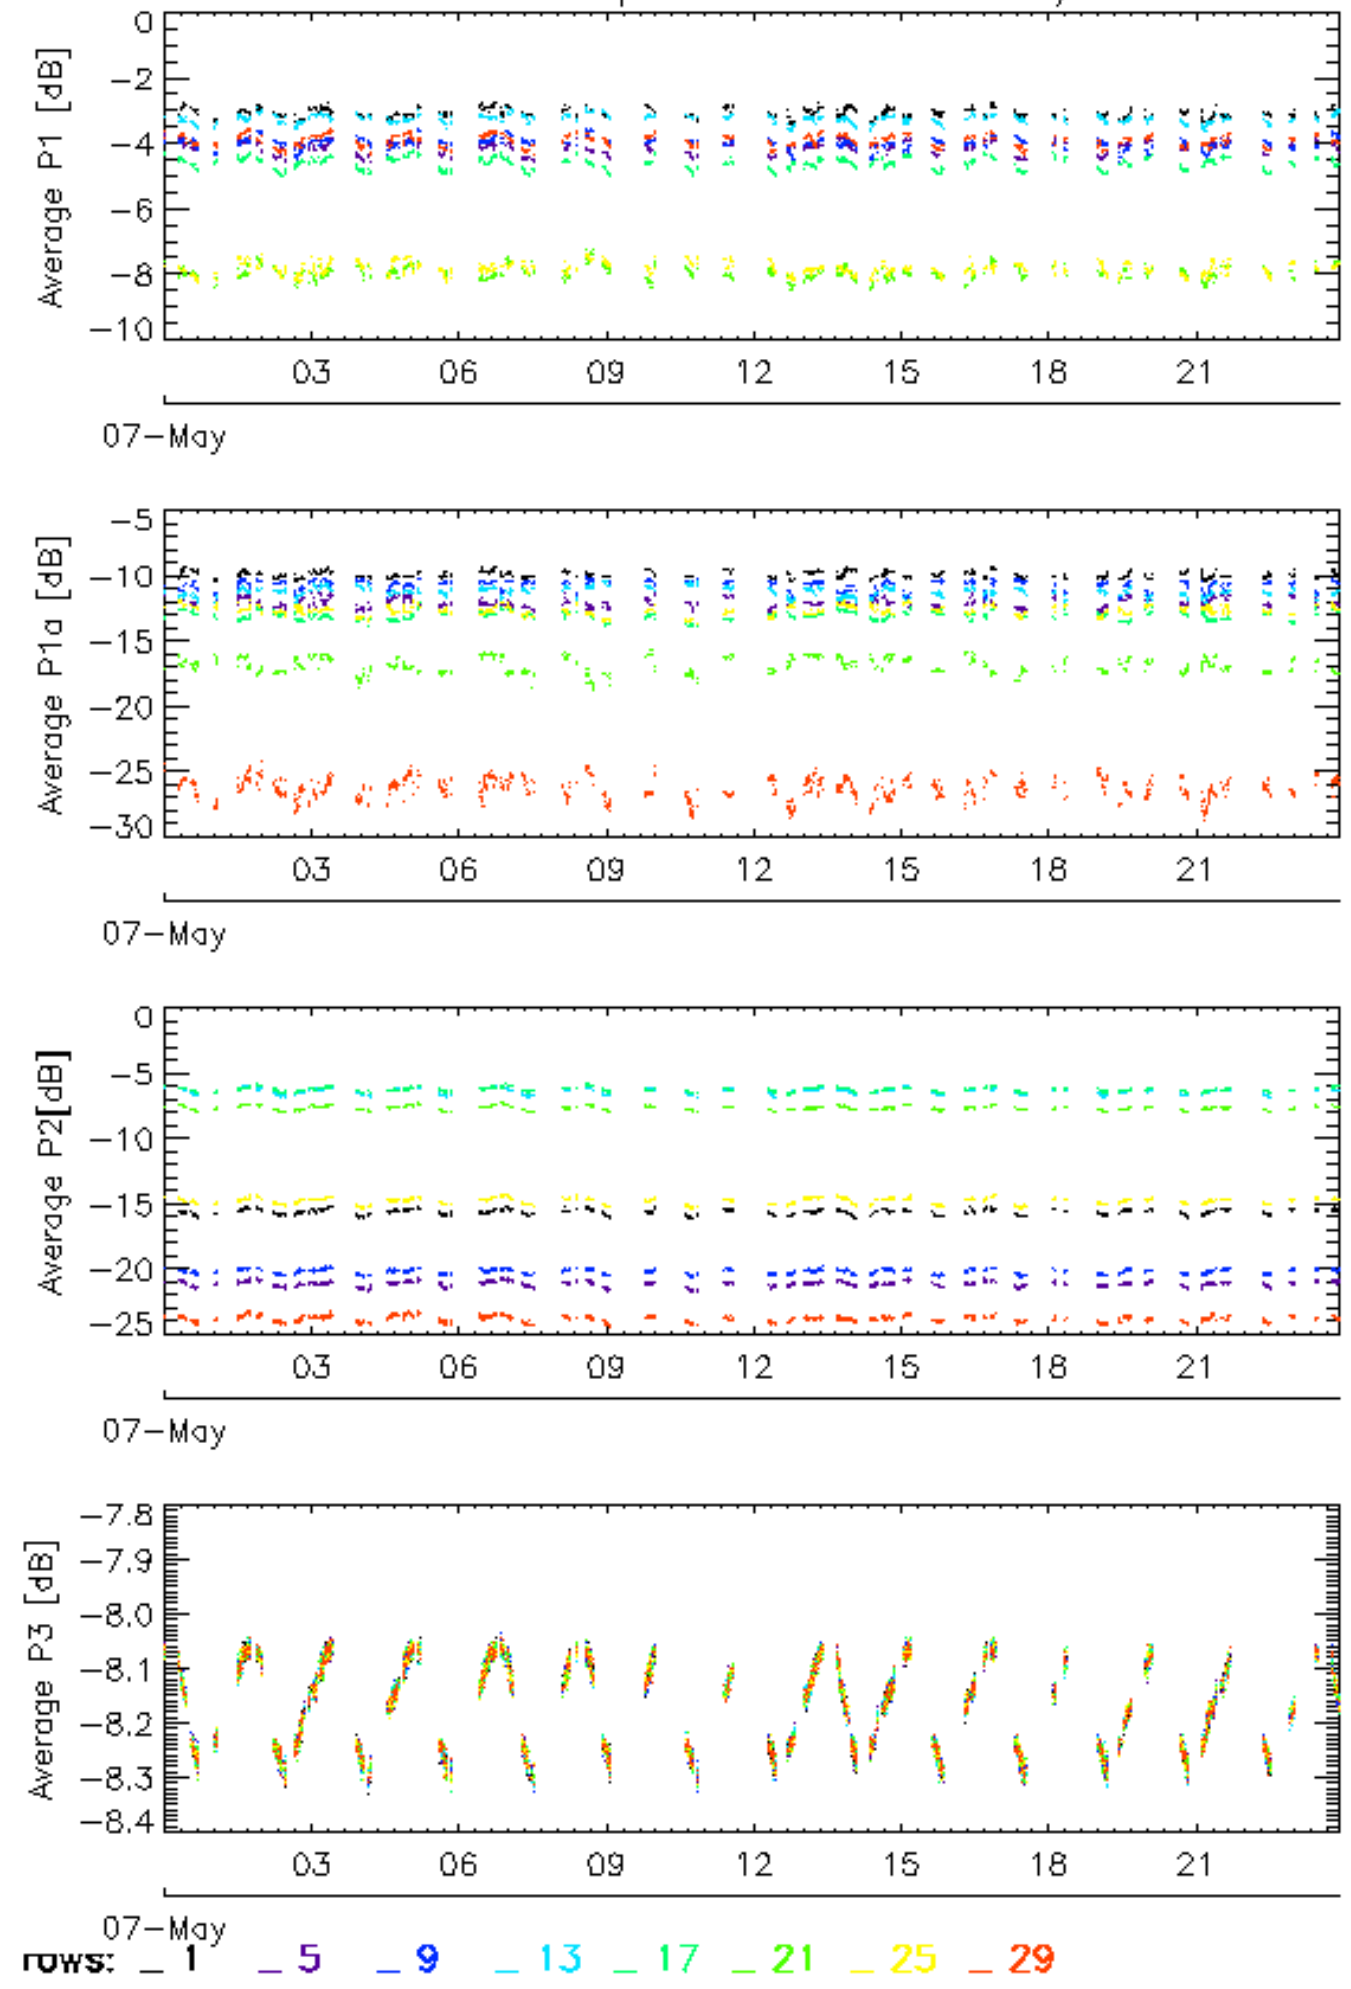 0
−2
−4
−6
−8
−10
Average P1 [dB]
03 06 09 12 15 18 21
07−May
−5
−10
−15
−20
−25
−30
Average P1a [dB]
03 06 09 12 15 18 21
07−May
0
−5
−10
−15
−20
−25
Average P2[dB]
03 06 09 12 15 18 21
07−May
−7.8
−7.9
−8.0
−8.1
−8.2
−8.3
−8.4
Average P3 [dB]
03 06 09 12 15 18 21
07−May
rows: _ 1 _ 5 _ 9 _ 13 _ 17 _ 21 _ 25 _ 29